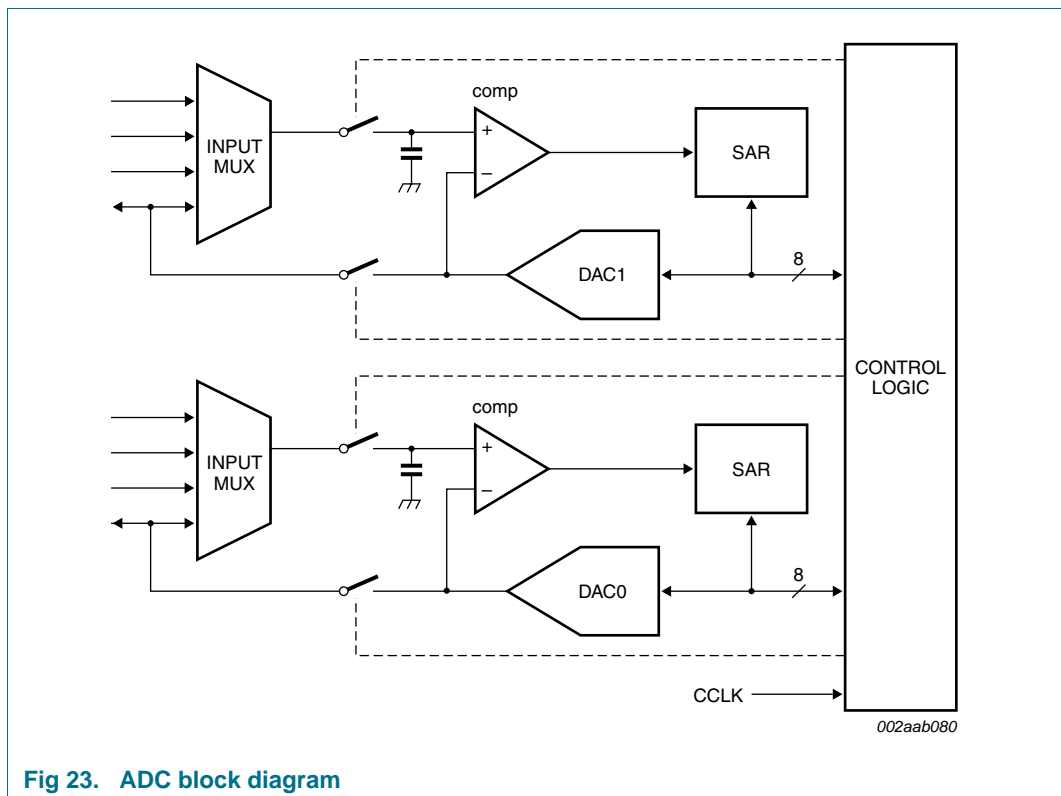 comp
INPUT
MUX
+
–
SAR
DAC1
8
CONTROL
LOGIC
comp
INPUT
MUX
+
–
SAR
DAC0
8
CCLK
002aab080
Fig 23. ADC block diagram